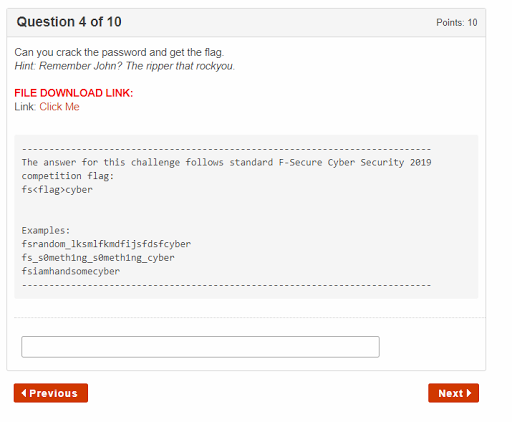 Question 4 of 10
Points: 10
Can you crack the password and get the flag.
Hint: Remember John? The ripper that rockyou.
FILE DOWNLOAD LINK:
Link: Click Me
--------------------------------------------------------------------
The answer for this challenge follows standard F-Secure Cyber Security 2019
competition flag:
fs<flag>cyber
Examples:
fsrandom_lksmlfkmdfijsfdsfcyber
fs_s0meth1ng_s0meth1ng_cyber
fsiamhandsomecyber
--------------------------------------------------------------------
Previous
Next